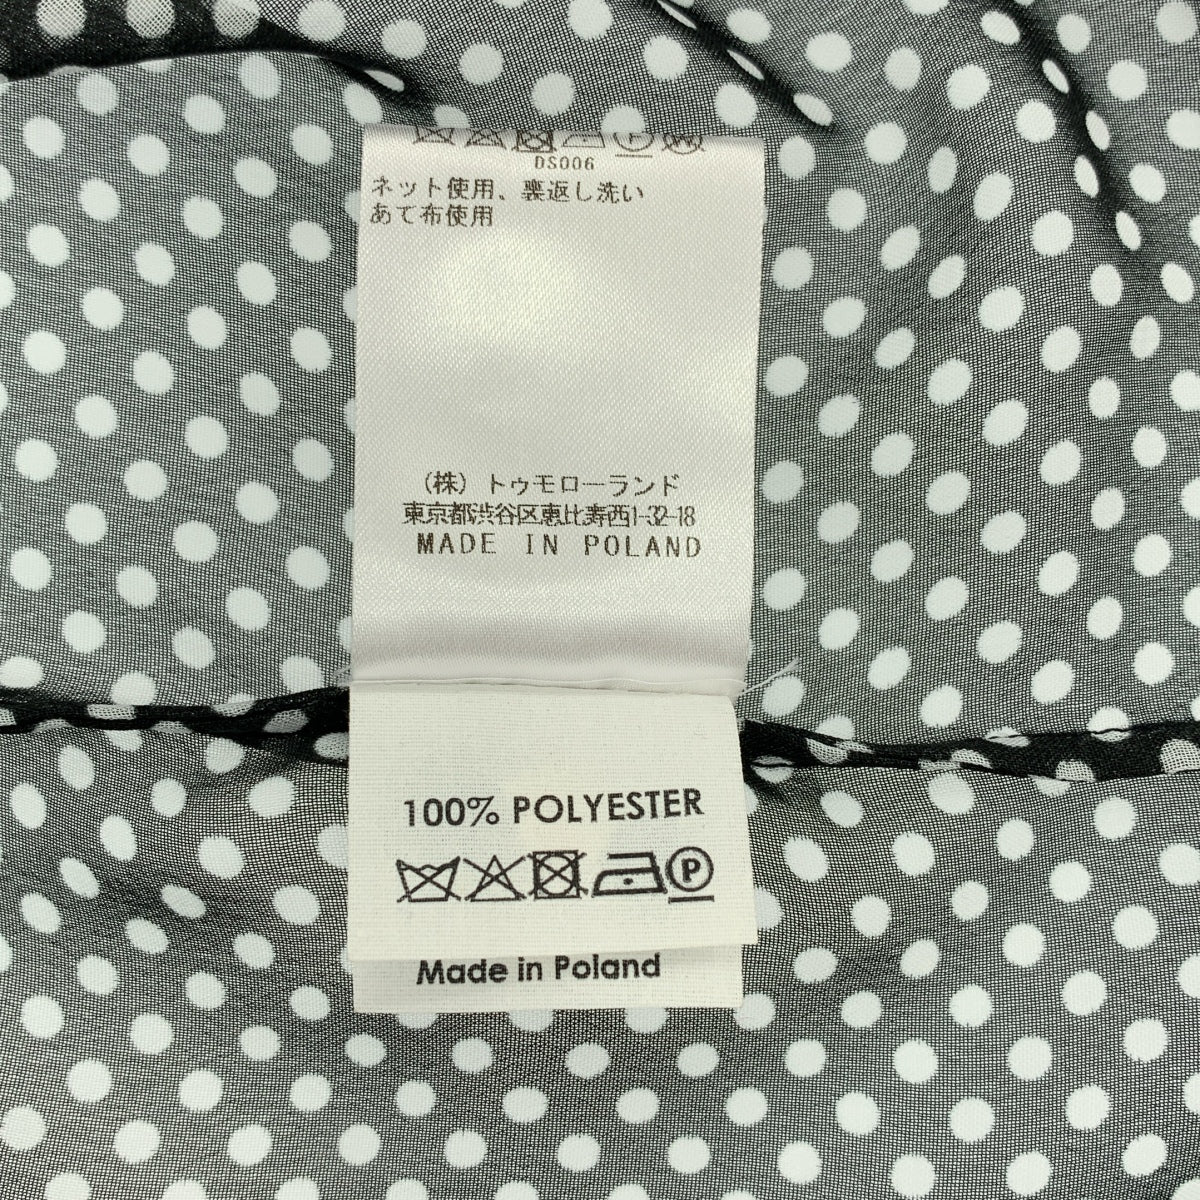 DS006
ネット使用、裏返し洗い
あて布使用
(株)トゥモローランド
東京都渋谷区恵比寿西1-32-18
MADE IN POLAND
100% POLYESTER
P
Made in Poland